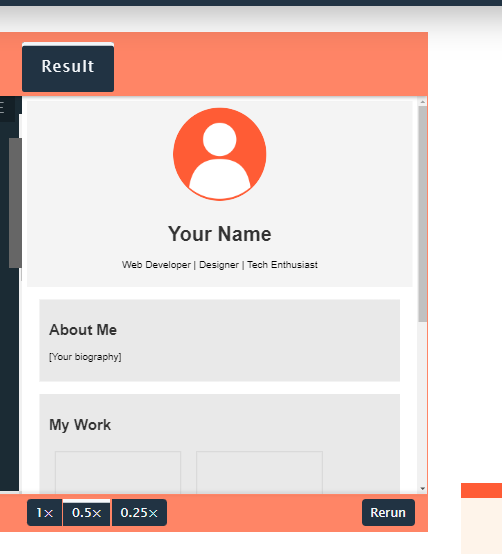 Result
E
Your Name
Web Developer | Designer | Tech Enthusiast
About Me
[Your biography]
My Work
1× 0.5× 0.25× Rerun